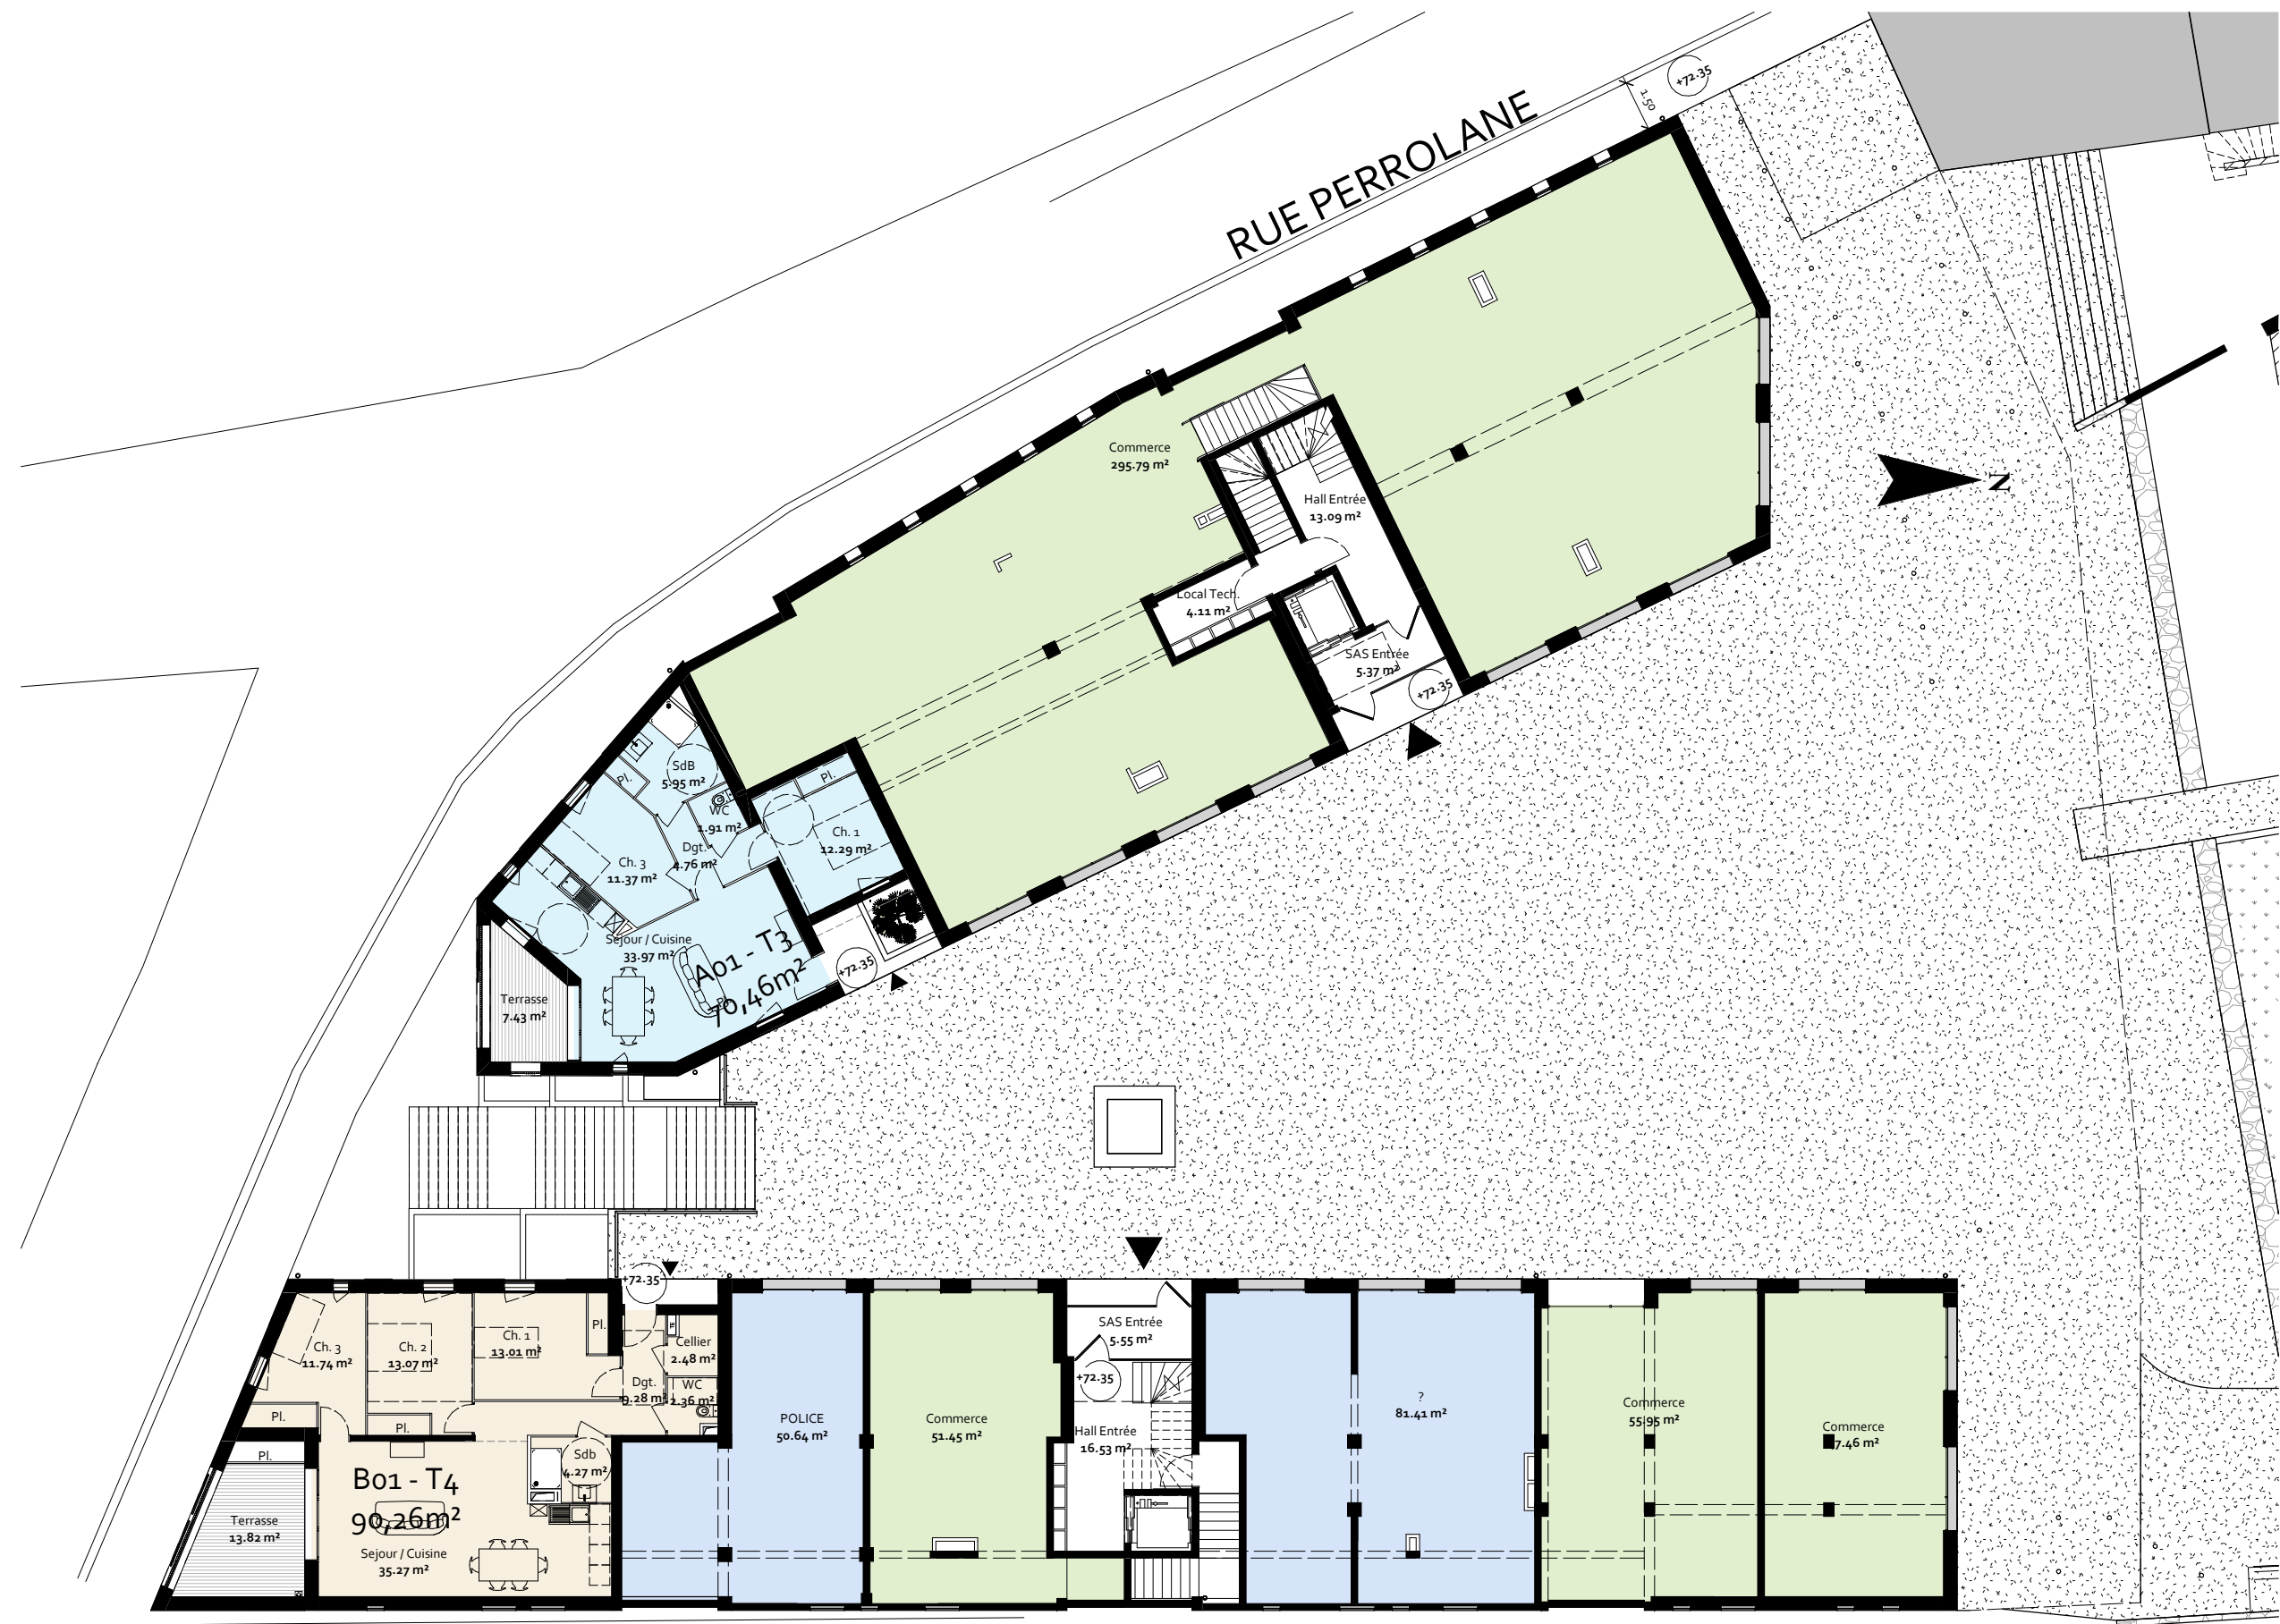 +72.35
1.50
RUE PERROLANE
Commerce
295.79 m²
N
Hall Entrée
13.09 m²
Local Tech.
4.11 m²
SAS Entrée
5.37 m²
+72.35
SdB
5.95 m²
Pl.
Pl.
WC
1.91 m²
Ch. 1
12.29 m²
Dgt.
4.76 m²
Ch. 3
11.37 m²
Séjour / Cuisine
33.97 m²
A01 - T3
70,46m²
+72.35
Terrasse
7.43 m²
+72.35
SAS Entrée
5.55 m²
Pl.
Ch. 1
13.01 m²
Ch. 2
13.07 m²
Ch. 3
11.74 m²
Cellier
2.48 m²
Dgt.
9.28 m²
WC
2.36 m²
+72.35
?
81.41 m²
Commerce
55.95 m²
Commerce
POLICE
50.64 m²
Commerce
51.45 m²
Hall Entrée
16.53 m²
Pl.
Pl.
Pl.
Sdb
4.27 m²
B01 - T4
90,26m²
Terrasse
13.82 m²
Sejour / Cuisine
35.27 m²